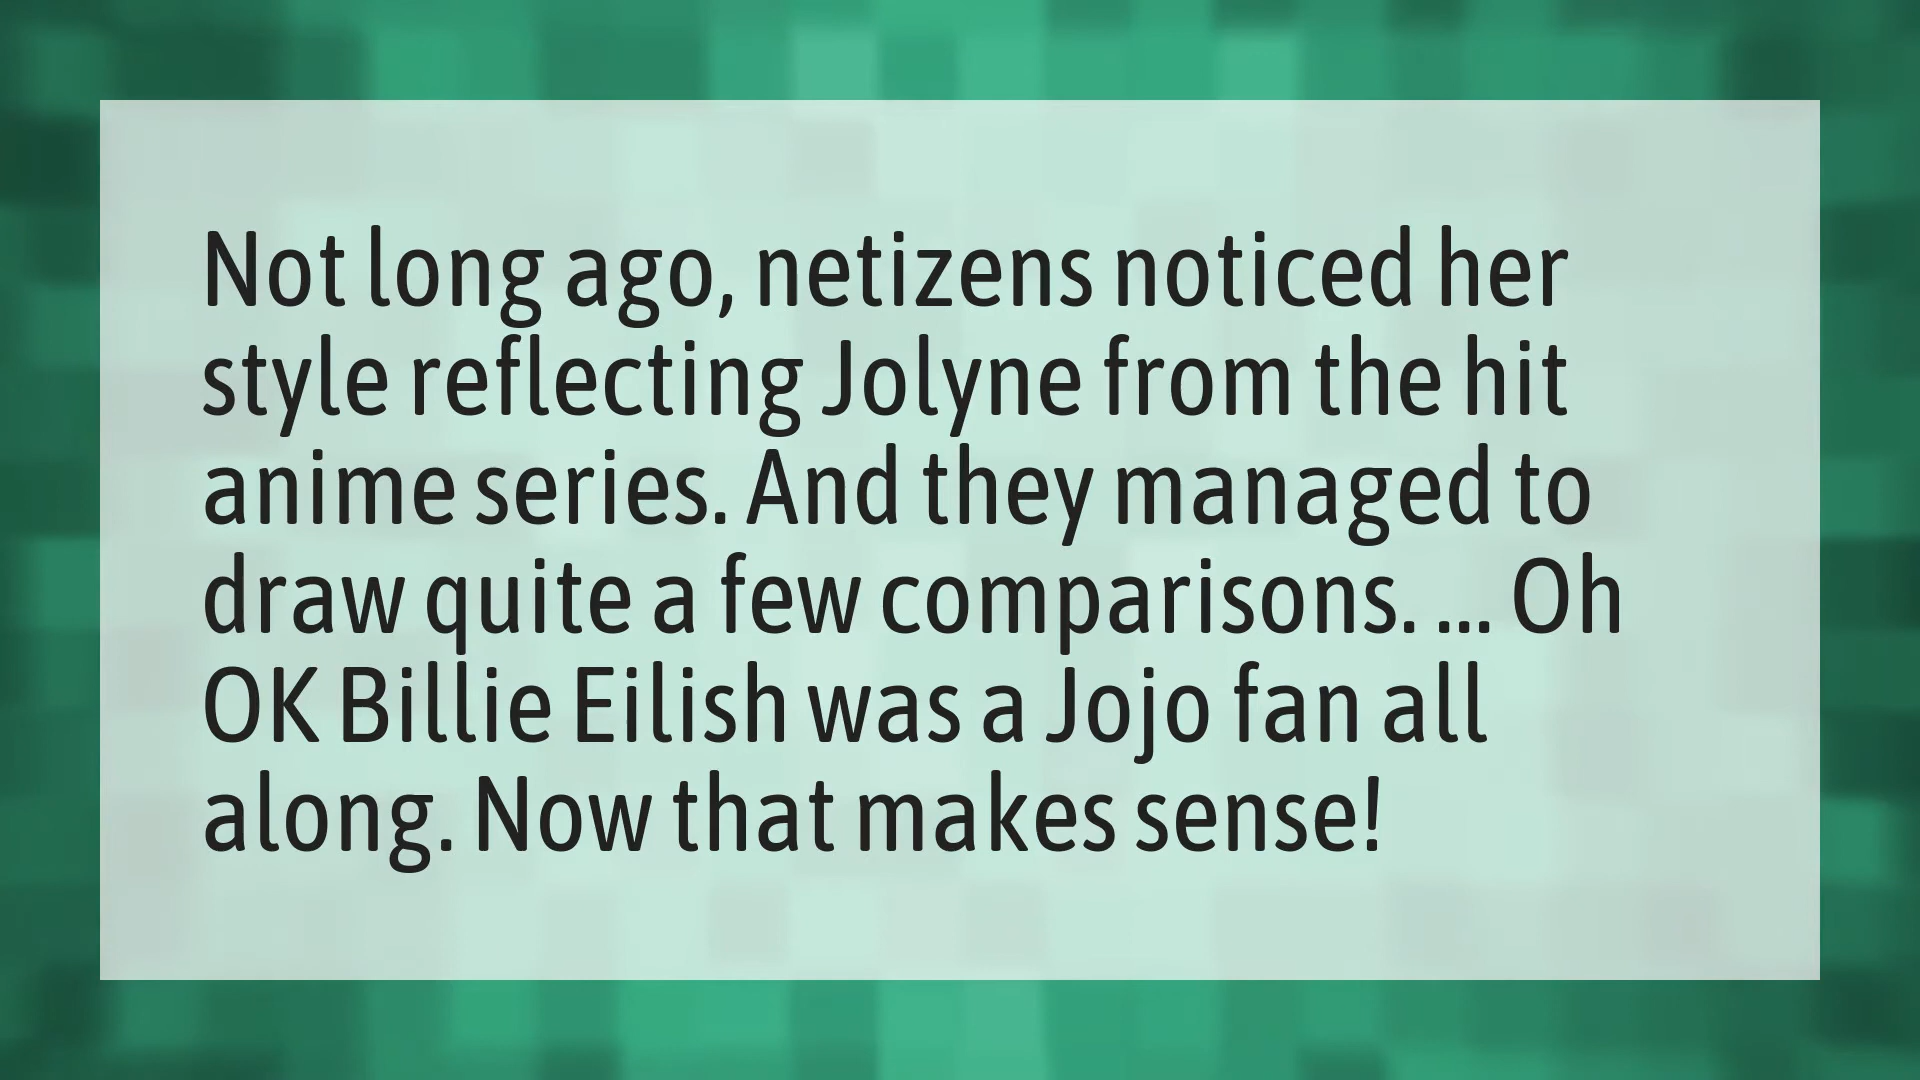 Not long ago, netizens noticed her
style reflecting Jolyne from the hit
anime series. And they managed to
draw quite a few comparisons. ... Oh
OK Billie Eilish was a Jojo fan all
along. Now that makes sense!